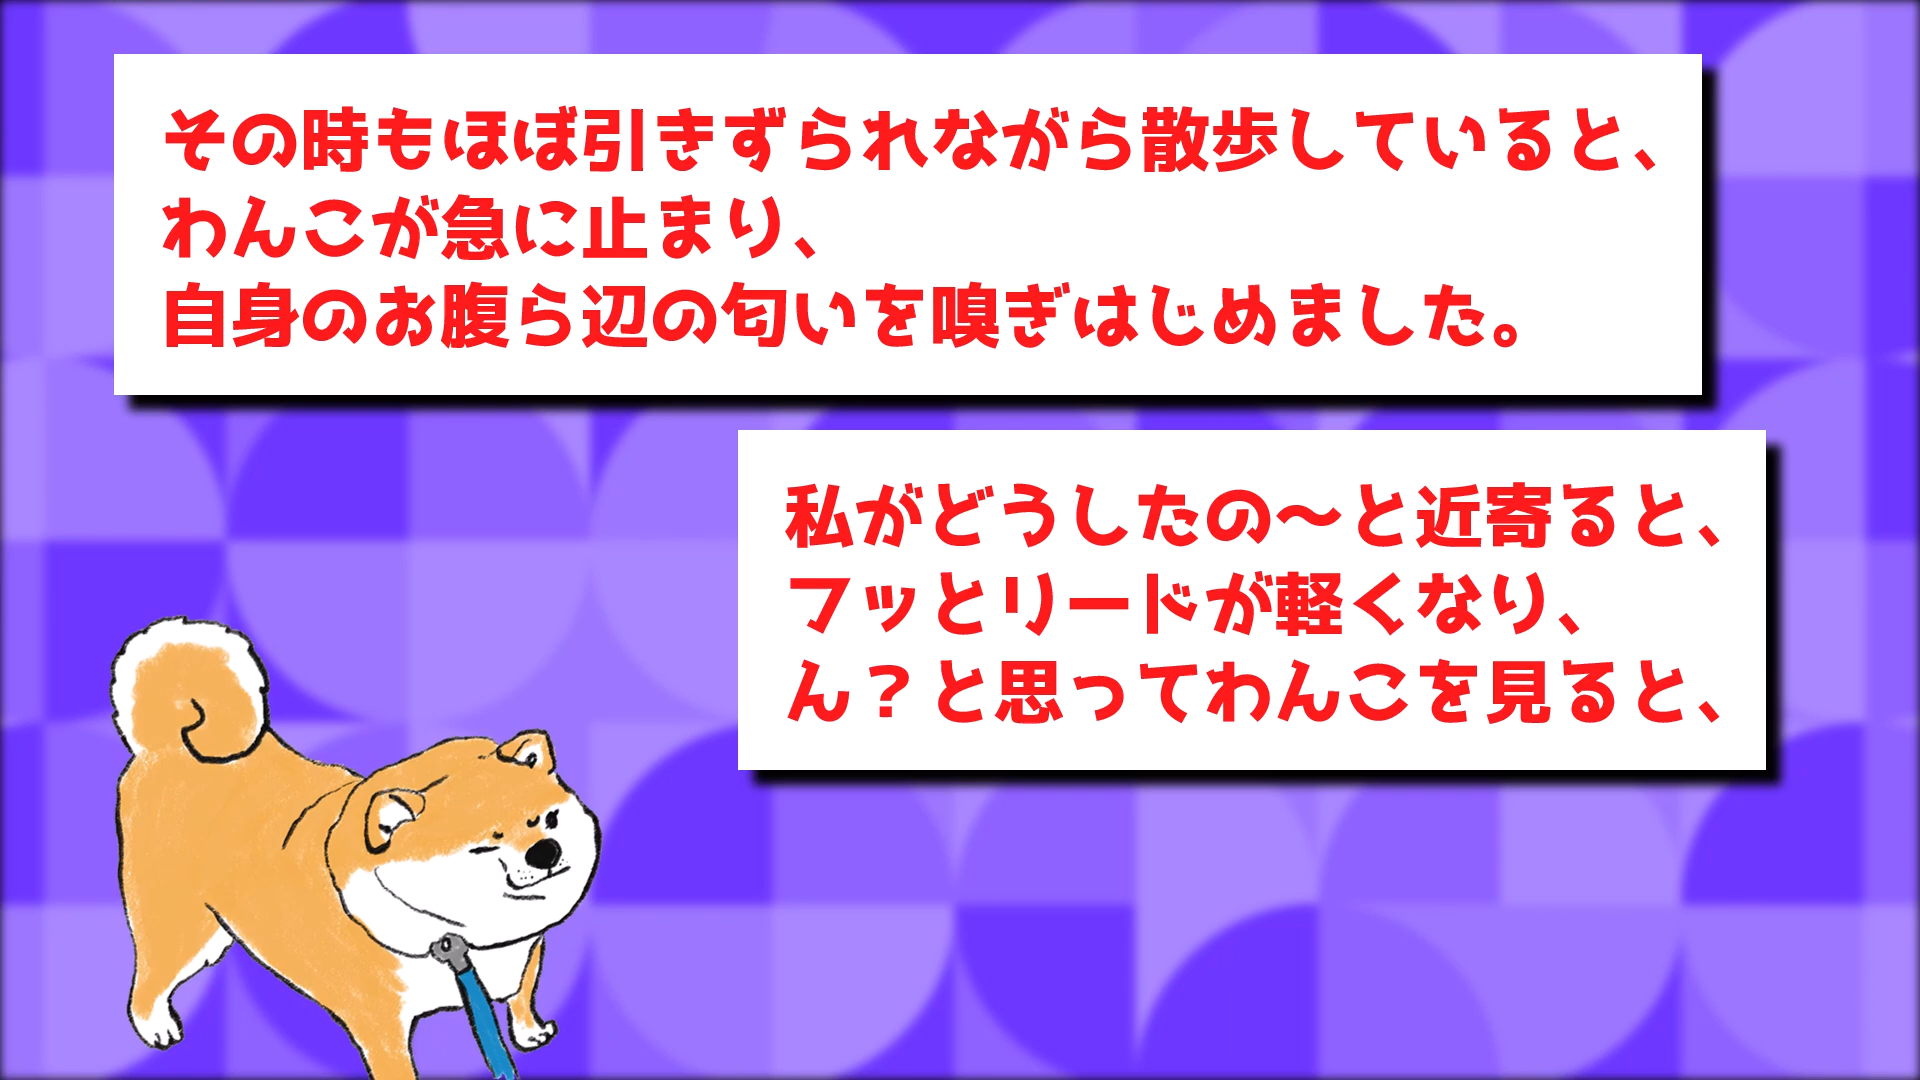 その時もほぼ引きずられながら散歩していると、
わんこが急に止まり、
自身のお腹ら辺の匂いを嗅ぎはじめました。
私がどうしたの～と近寄ると、
フッとリードが軽くなり、
ん？と思ってわんこを見ると、